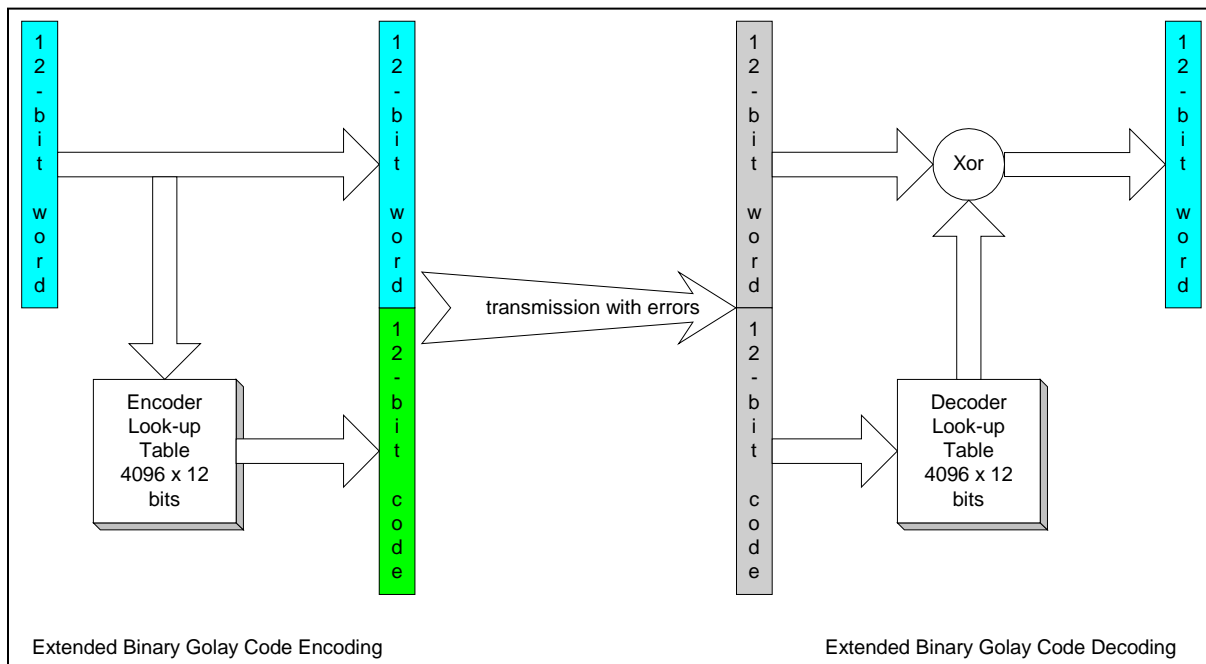 12-bit word
12-bit word
12-bit code
Encoder
Look-up
Table
4096 x 12
bits
transmission with errors
12-bit word
12-bit code
Xor
Decoder
Look-up
Table
4096 x 12
bits
12-bit word
Extended Binary Golay Code Encoding
Extended Binary Golay Code Decoding